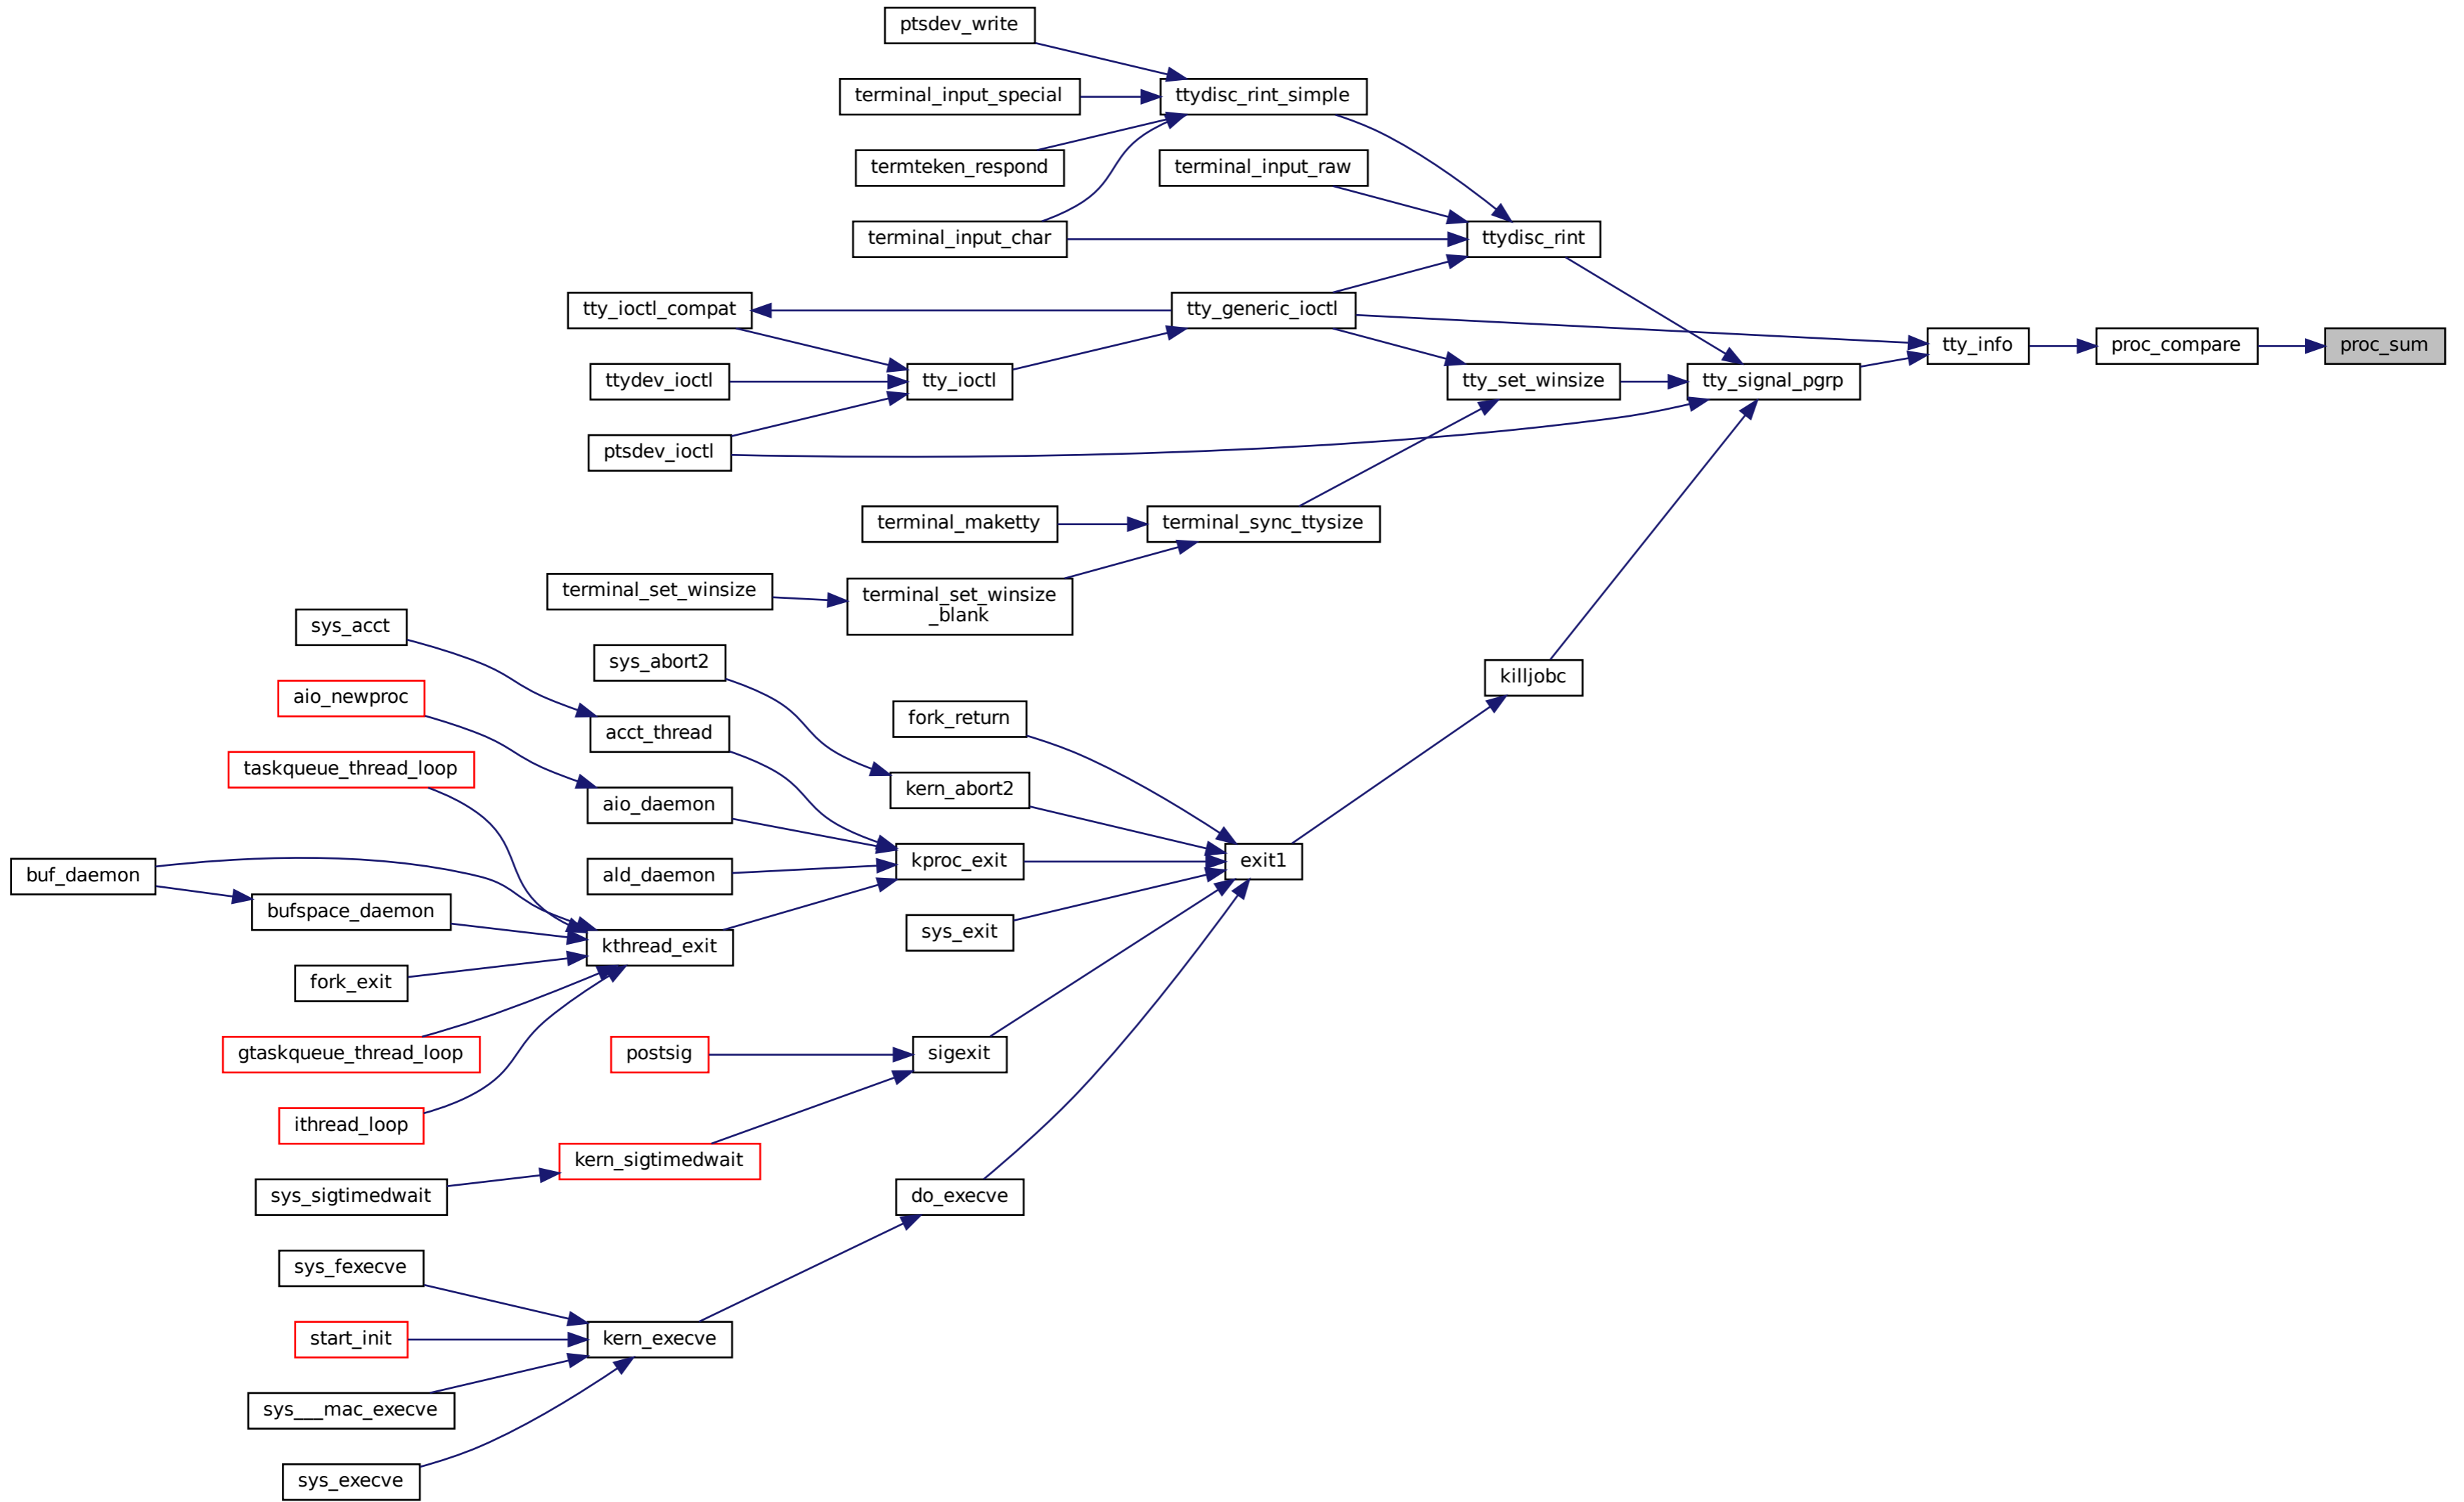 ptsdev_write
terminal_input_special
ttydisc_rint_simple
termteken_respond
terminal_input_raw
terminal_input_char
ttydisc_rint
tty_ioctl_compat
tty_generic_ioctl
tty_info
proc_compare
proc_sum
ttydev_ioctl
tty_ioctl
tty_set_winsize
tty_signal_pgrp
ptsdev_ioctl
terminal_maketty
terminal_sync_ttysize
terminal_set_winsize
terminal_set_winsize
_blank
sys_acct
sys_abort2
killjobc
aio_newproc
acct_thread
fork_return
taskqueue_thread_loop
aio_daemon
kern_abort2
buf_daemon
ald_daemon
kproc_exit
exit1
bufspace_daemon
kthread_exit
sys_exit
fork_exit
gtaskqueue_thread_loop
postsig
sigexit
ithread_loop
kern_sigtimedwait
sys_sigtimedwait
do_execve
sys_fexecve
start_init
kern_execve
sys___mac_execve
sys_execve